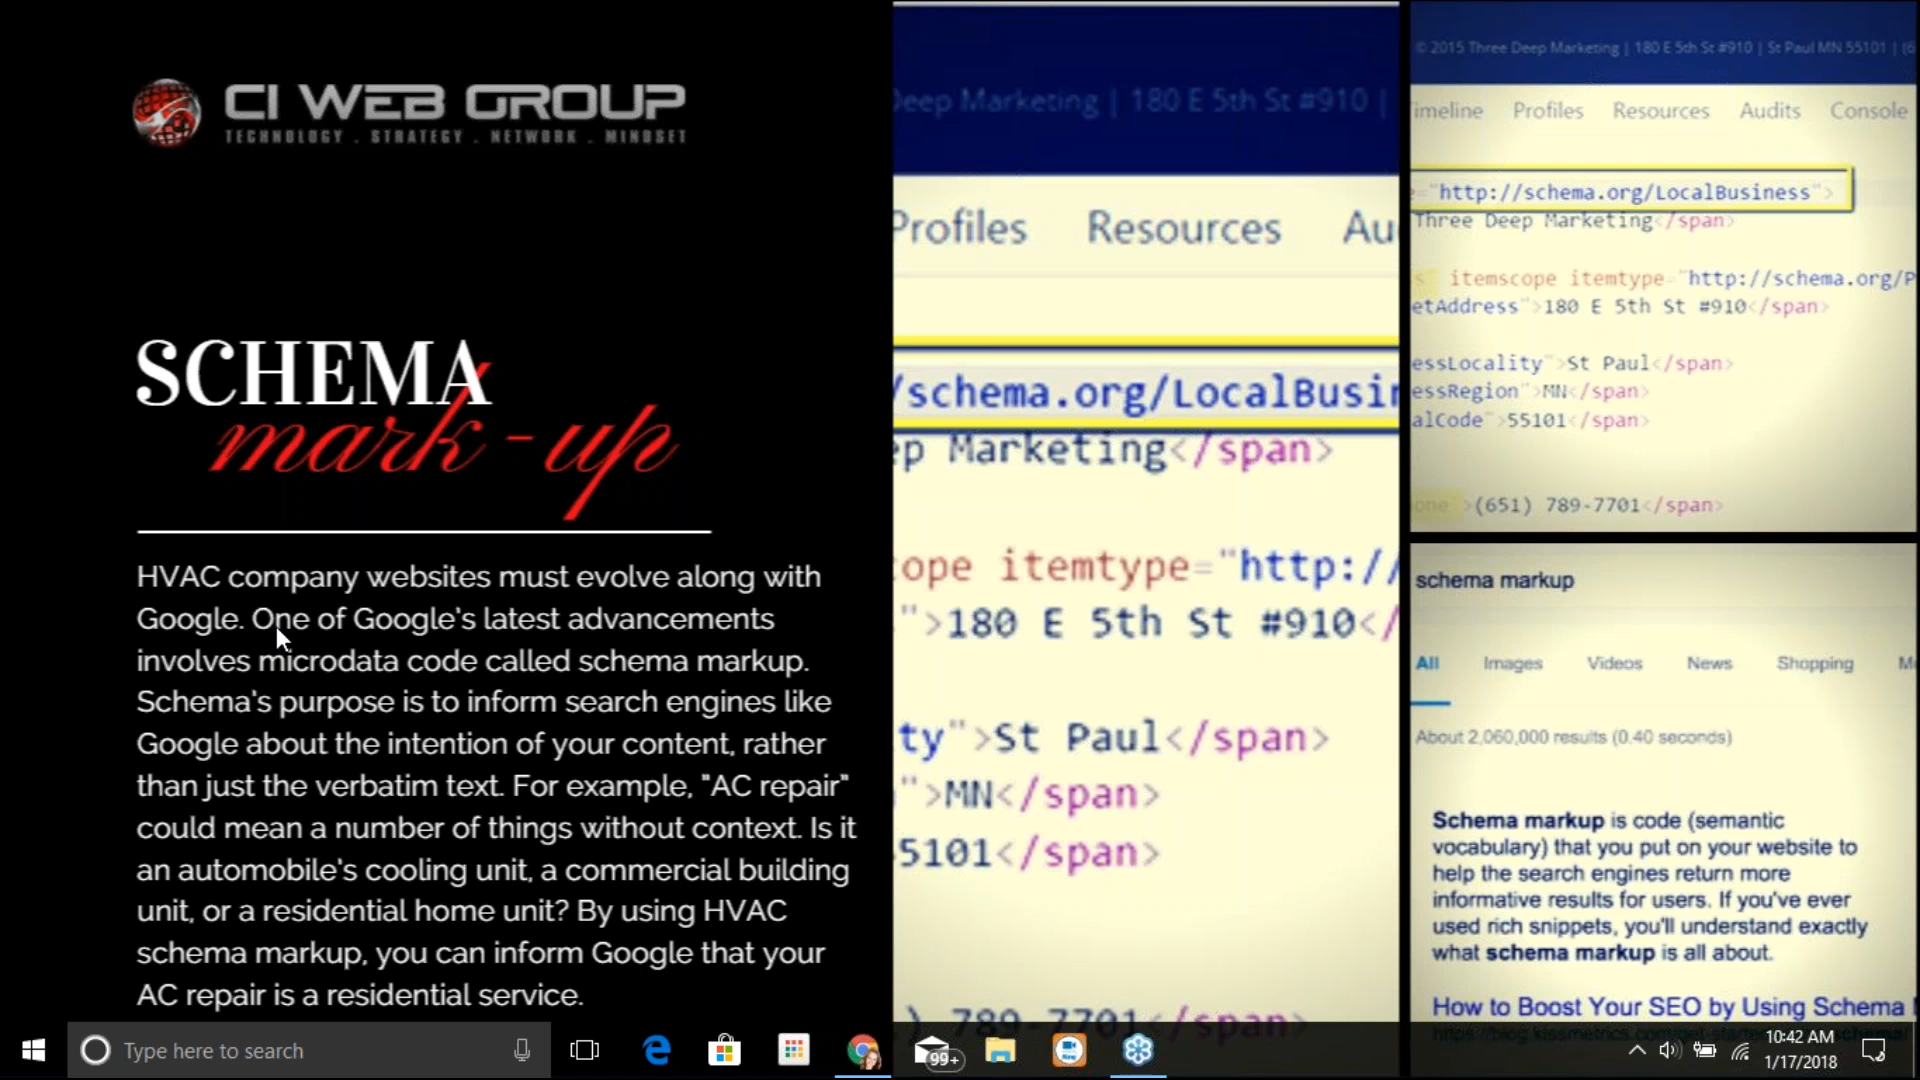 CI WEB GROUP
TECHNOLOGY . STRATEGY . NETWORK . MINDSET
SCHEMA
mark-up
HVAC company websites must evolve along with
Google. One of Google's latest advancements
involves microdata code called schema markup.
Schema's purpose is to inform search engines like
Google about the intention of your content, rather
than just the verbatim text. For example, "AC repair"
could mean a number of things without context. Is it
an automobile's cooling unit, a commercial building
unit, or a residential home unit? By using HVAC
schema markup, you can inform Google that your
AC repair is a residential service.
Deep Marketing | 180 E 5th St #910 |
Profiles Resources Au
/schema.org/LocalBusin
ep Marketing</span>
cope itemtype="http://
">180 E 5th St #910</
ty">St Paul</span>
">MN</span>
5101</span>
) 789-7701</span>
© 2015 Three Deep Marketing | 180 E 5th St #910 | St Paul MN 55101 | (6
Timeline Profiles Resources Audits Console
e="http://schema.org/LocalBusiness">
Three Deep Marketing</span>
s" itemscope itemtype="http://schema.org/P
etAddress">180 E 5th St #910</span>
essLocality">St Paul</span>
essRegion">MN</span>
alCode">55101</span>
one">(651) 789-7701</span>
schema markup
All Images Videos News Shopping Mo
About 2,060,000 results (0.40 seconds)
Schema markup is code (semantic
vocabulary) that you put on your website to
help the search engines return more
informative results for users. If you've ever
used rich snippets, you'll understand exactly
what schema markup is all about.
How to Boost Your SEO by Using Schema
Type here to search
99+
10:42 AM
1/17/2018